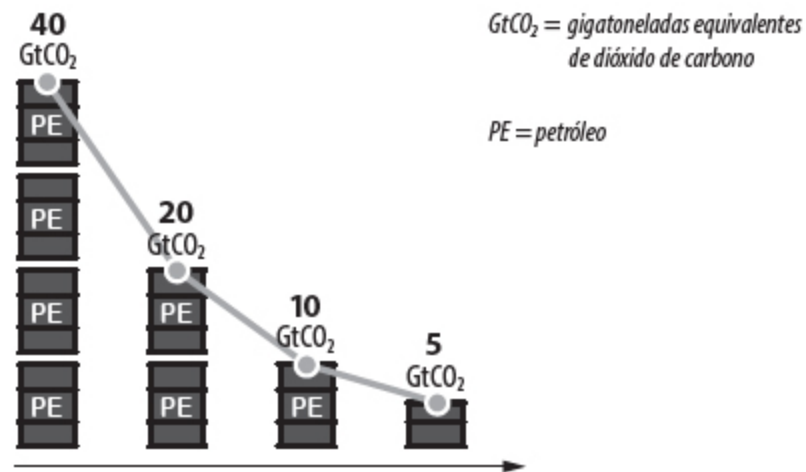 40
GtCO₂
PE
PE
PE
PE
20
GtCO₂
PE
PE
10
GtCO₂
PE
5
GtCO₂
GtCO₂ = gigatoneladas equivalentes
de dióxido de carbono
PE = petróleo